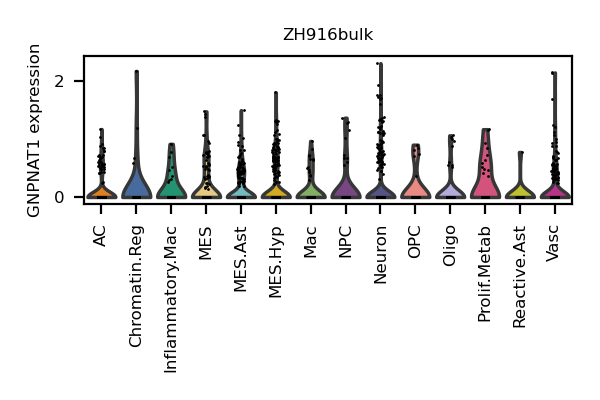 ZH916bulk
GNPNAT1 expression
2
0
AC
Chromatin.Reg
Inflammatory.Mac
MES
MES.Ast
MES.Hyp
Mac
NPC
Neuron
OPC
Oligo
Prolif.Metab
Reactive.Ast
Vasc